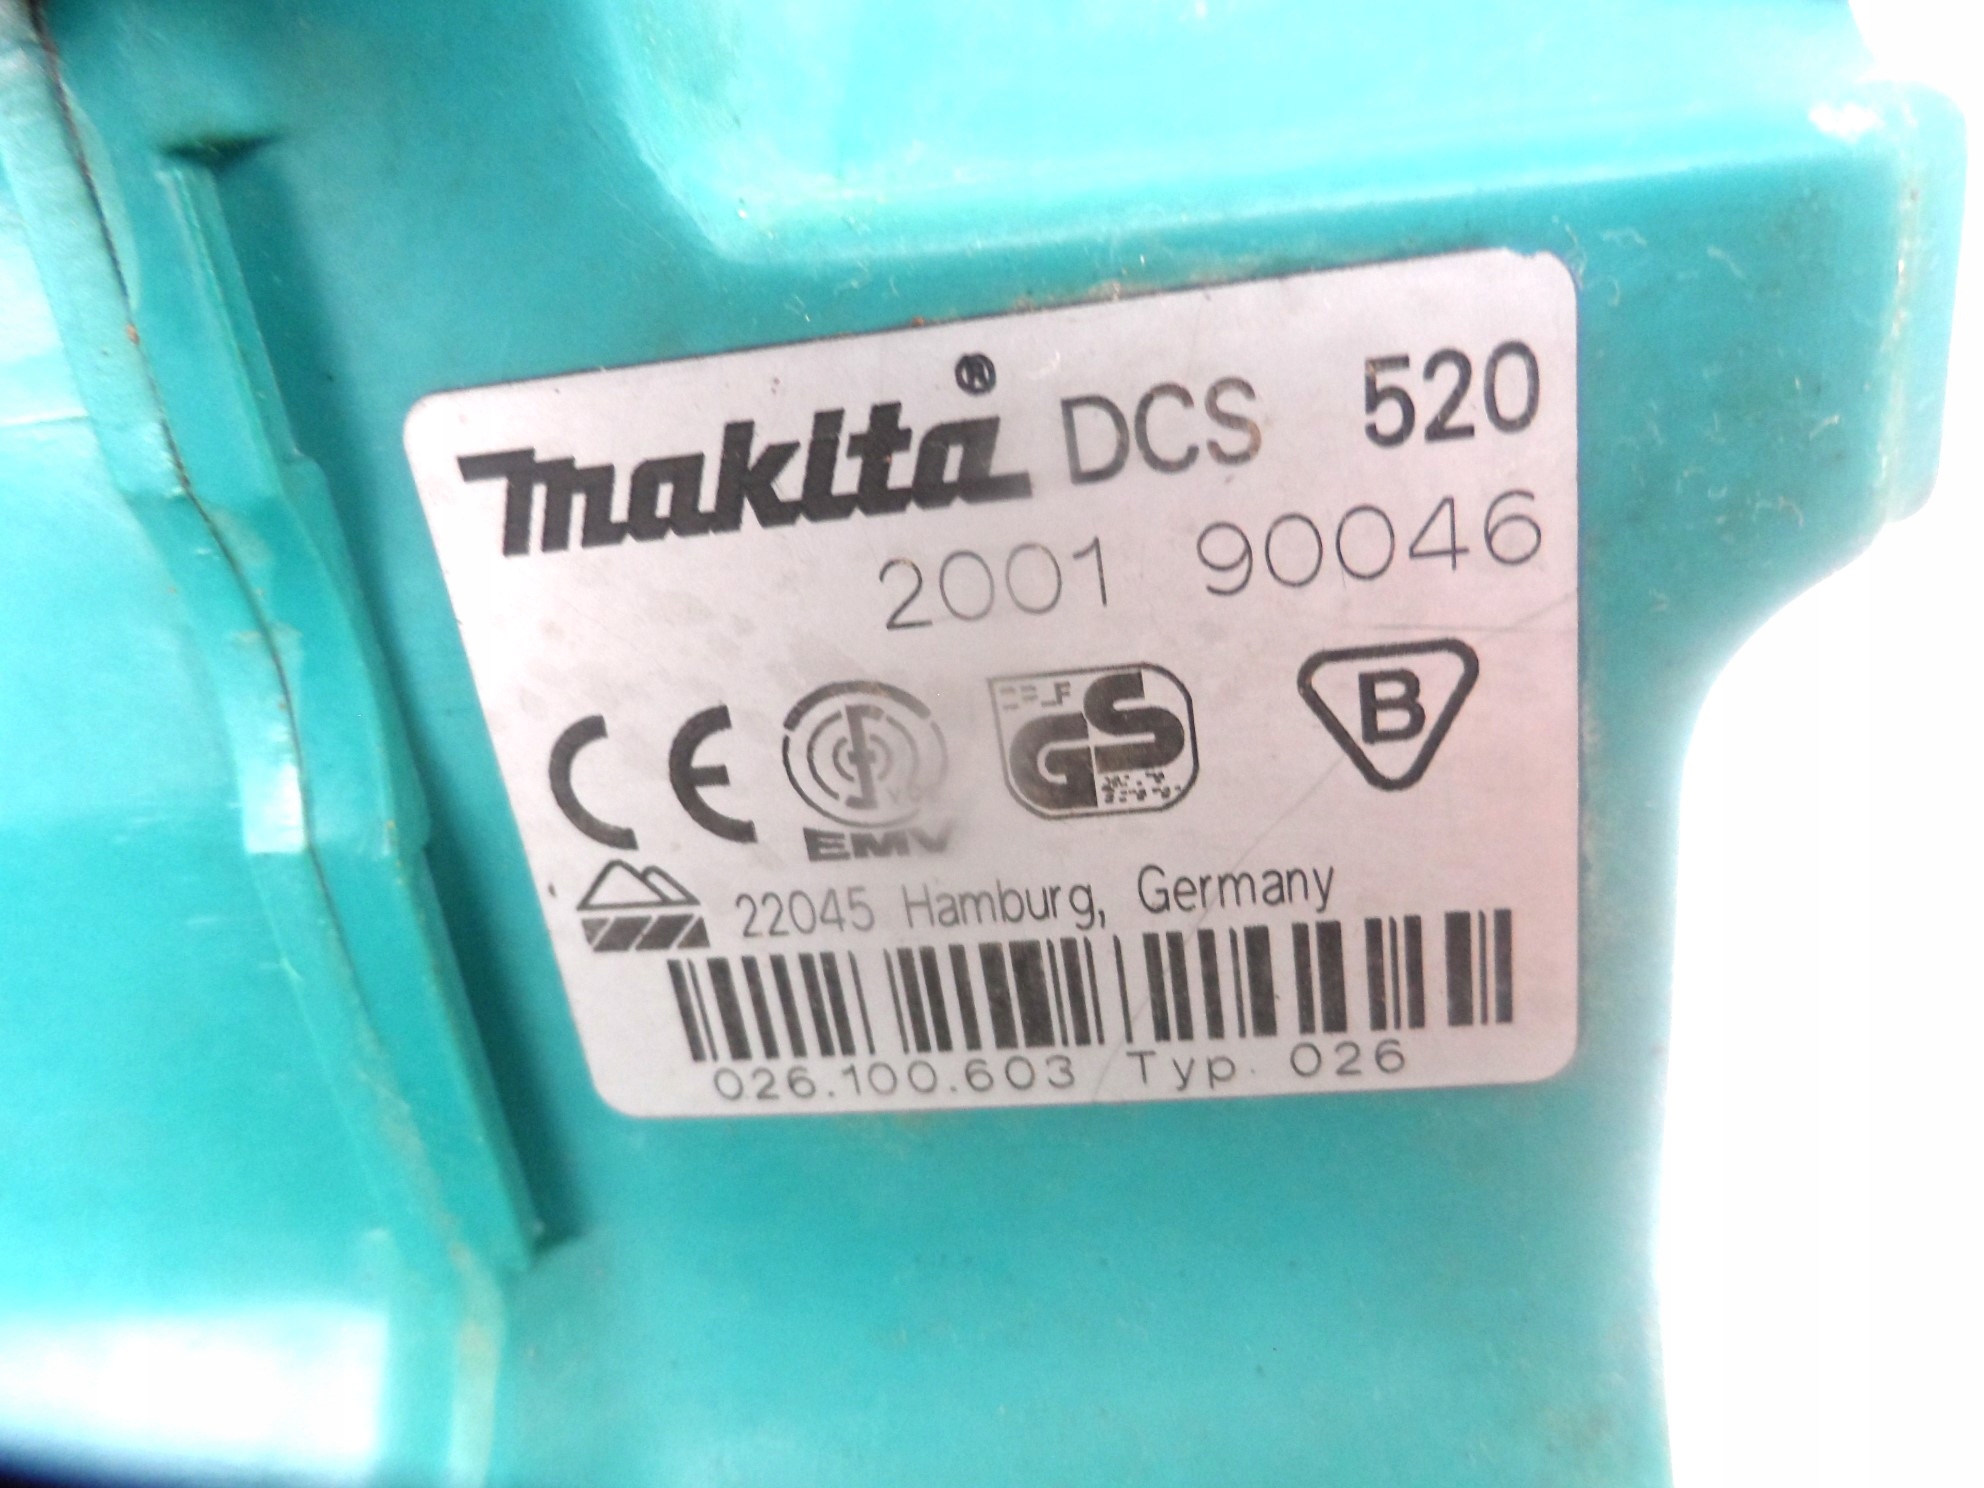 makita® DCS 520
2001 90046
CE EMV GS B
22045 Hamburg, Germany
026.100.603 Typ. 026